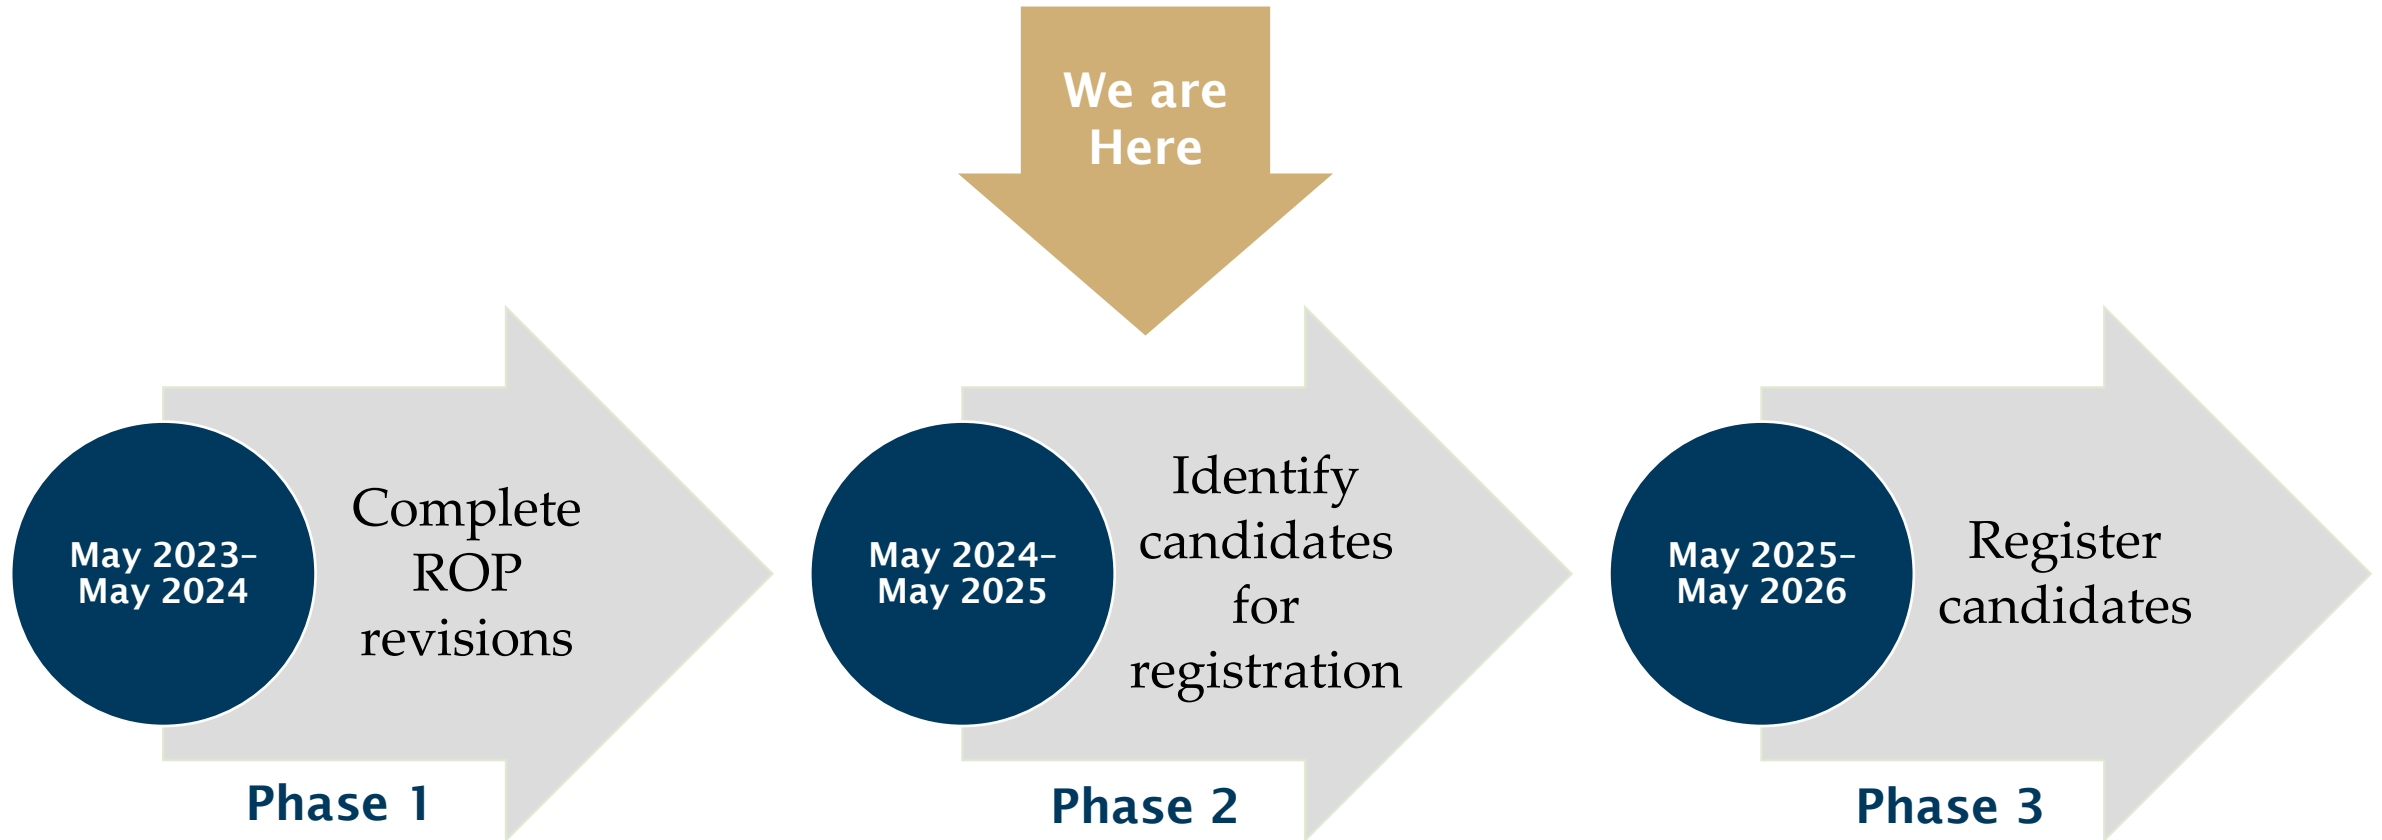 We are
Here
May 2023–
May 2024
Complete
ROP
revisions
Phase 1
May 2024–
May 2025
Identify
candidates
for
registration
Phase 2
May 2025–
May 2026
Register
candidates
Phase 3